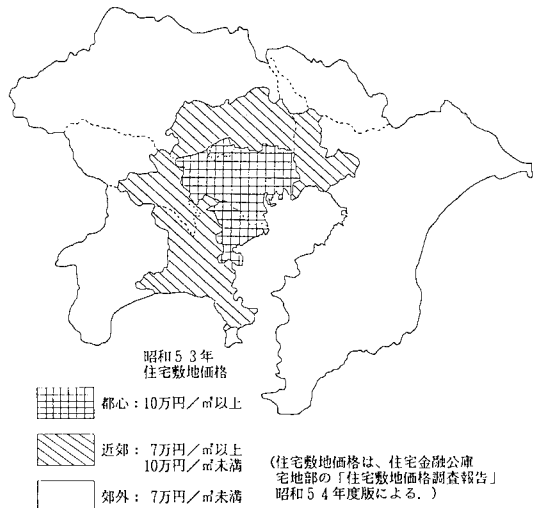 昭和53年
住宅敷地価格
都心：10万円／㎡以上
近郊： 7万円／㎡以上
10万円／㎡未満
郊外： 7万円／㎡未満
(住宅敷地価格は、住宅金融公庫
宅地部の「住宅敷地価格調査報告」
昭和54年度版による．)